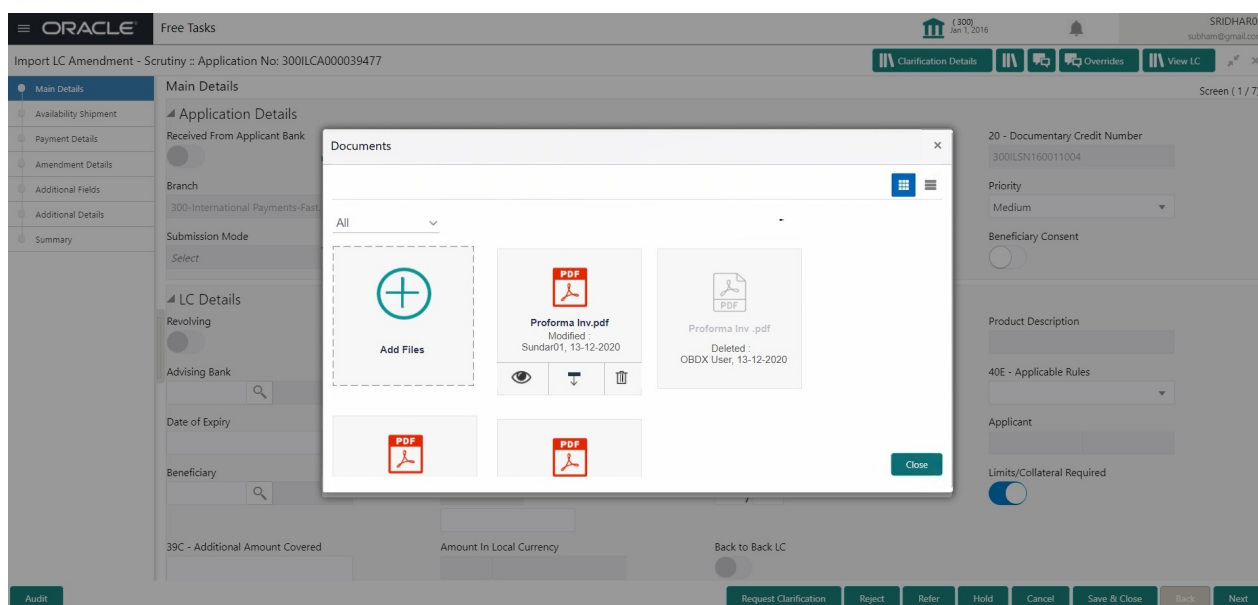 ORACLE
Free Tasks
(300)
Jan 1, 2016
SRIDHAR0
subham@gmail.co
Import LC Amendment - Scrutiny :: Application No: 300ILCA000039477
Clarification Details
Overrides
View LC
Main Details
Availability Shipment
Payment Details
Amendment Details
Additional Fields
Additional Details
Summary
Main Details
Screen ( 1 / 7)
Application Details
Received From Applicant Bank
20 - Documentary Credit Number
300ILSN160011004
Branch
300-International Payments-Fast.
Priority
Medium
Submission Mode
Select
Beneficiary Consent
Documents
All
Add Files
PDF
Proforma Inv.pdf
Modified :
Sundar01, 13-12-2020
PDF
Proforma Inv .pdf
Deleted :
OBDX User, 13-12-2020
PDF
PDF
Close
LC Details
Revolving
Product Description
Advising Bank
40E - Applicable Rules
Date of Expiry
Applicant
Beneficiary
Limits/Collateral Required
39C - Additional Amount Covered
Amount In Local Currency
Back to Back LC
Audit
Request Clarification
Reject
Refer
Hold
Cancel
Save & Close
Back
Next